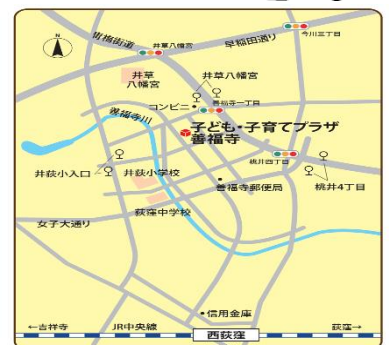 今川三丁目
早稲田通り
青梅街道
井草八幡宮
井草
八幡宮
井草八幡宮
コンビニ
善福寺一丁目
善福寺川
子ども・子育てプラザ
善福寺
桃井四丁目
井荻小入口
井荻小学校
善福寺郵便局
桃井4丁目
荻窪中学校
女子大通り
信用金庫
←吉祥寺
JR中央線
西荻窪
荻窪→